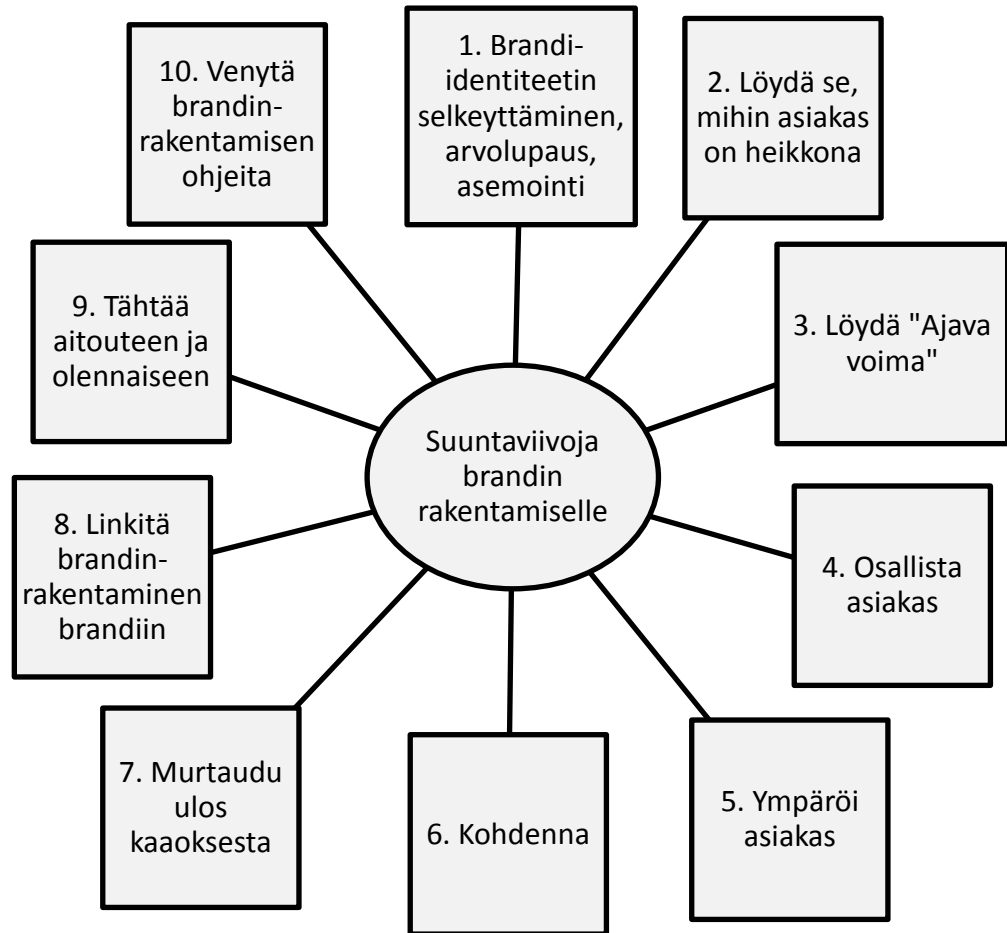 Suuntaviivoja
brandin
rakentamiselle
1. Brandi-
identiteetin
selkeyttäminen,
arvolupaus,
asemointi
2. Löydä se,
mihin asiakas
on heikkona
3. Löydä "Ajava
voima"
4. Osallista
asiakas
5. Ympäröi
asiakas
6. Kohdenna
7. Murtaudu
ulos
kaaoksesta
8. Linkitä
brandin-
rakentaminen
brandiin
9. Tähtää
aitouteen ja
olennaiseen
10. Venytä
brandin-
rakentamisen
ohjeita